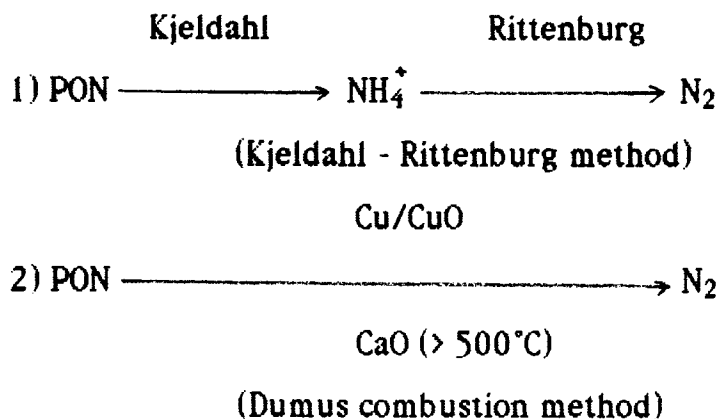 Kjeldahl Rittenburg
1) PON ⟶ NH₄⁺ ⟶ N₂
(Kjeldahl - Rittenburg method)
Cu/CuO
2) PON ⟶ N₂
CaO (> 500°C)
(Dumus combustion method)